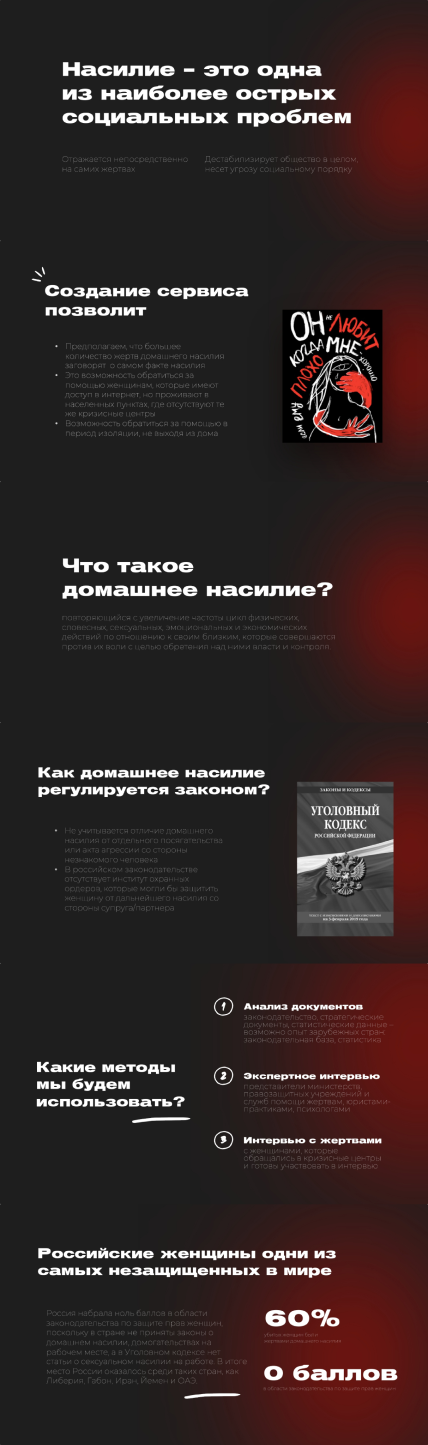 Насилие - это одна
из наиболее острых
социальных проблем
Отражается непосредственно
на самих жертвах
Дестабилизирует общество в целом,
несет угрозу социальному порядку
Создание сервиса
позволит
• Предполагаем, что большее
количество жертв домашнего насилия
заговорят о самом факте насилия
• Это возможность обратиться за
помощью женщинам, которые имеют
доступ в интернет, но проживают в
населенных пунктах, где отсутствуют те
же кризисные центры
• Возможность обратиться за помощью в
период изоляции, не выходя из дома
ОН НЕ ЛЮБИТ
КОГДА МНЕ ХОРОШО
ПЛОХО
Что такое
домашнее насилие?
повторяющийся с увеличение частоты цикл физических,
словесных, сексуальных, эмоциональных и экономических
действий по отношению к своим близким, которые совершаются
против их воли с целью обретения над ними власти и контроля.
Как домашнее насилие
регулируется законом?
• Не учитывается отличие домашнего
насилия от отдельного посягательства
или акта агрессии со стороны
незнакомого человека
• В российском законодательстве
отсутствует институт охранных
ордеров, которые могли бы защитить
женщину от дальнейшего насилия со
стороны супруга/партнера
ЗАКОНЫ И КОДЕКСЫ
УГОЛОВНЫЙ
КОДЕКС
РОССИЙСКОЙ ФЕДЕРАЦИИ
Какие методы
мы будем
использовать?
1 Анализ документов
законодательство, стратегические
документы, статистические данные –
возможно опыт зарубежных стран:
законодательная база, статистика
2 Экспертное интервью
представители министерств,
правозащитных учреждений и
служб помощи жертвам, юристами-
практиками, психологами
3 Интервью с жертвами
с женщинами, которые
обращались в кризисные центры
и готовы участвовать в интервью
Российские женщины одни из
самых незащищенных в мире
Россия набрала ноль баллов в области
законодательства по защите прав женщин,
поскольку в стране не приняты законы о
домашнем насилии, домогательствах на
рабочем месте, а в Уголовном кодексе нет
статьи о сексуальном насилии на работе. В итоге
место России оказалось среди таких стран, как
Либерия, Габон, Иран, Йемен и ОАЭ.
60%
убитых женщин были
жертвами домашнего насилия
0 баллов
в области законодательства по защите прав женщин